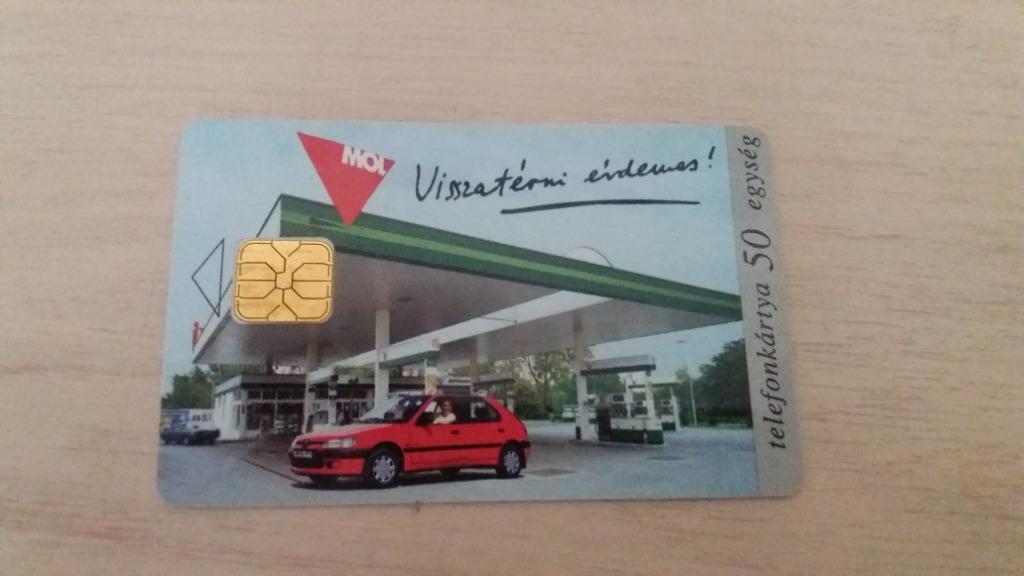 MOL
Visszatérni érdemes!
telefonkártya 50 egység